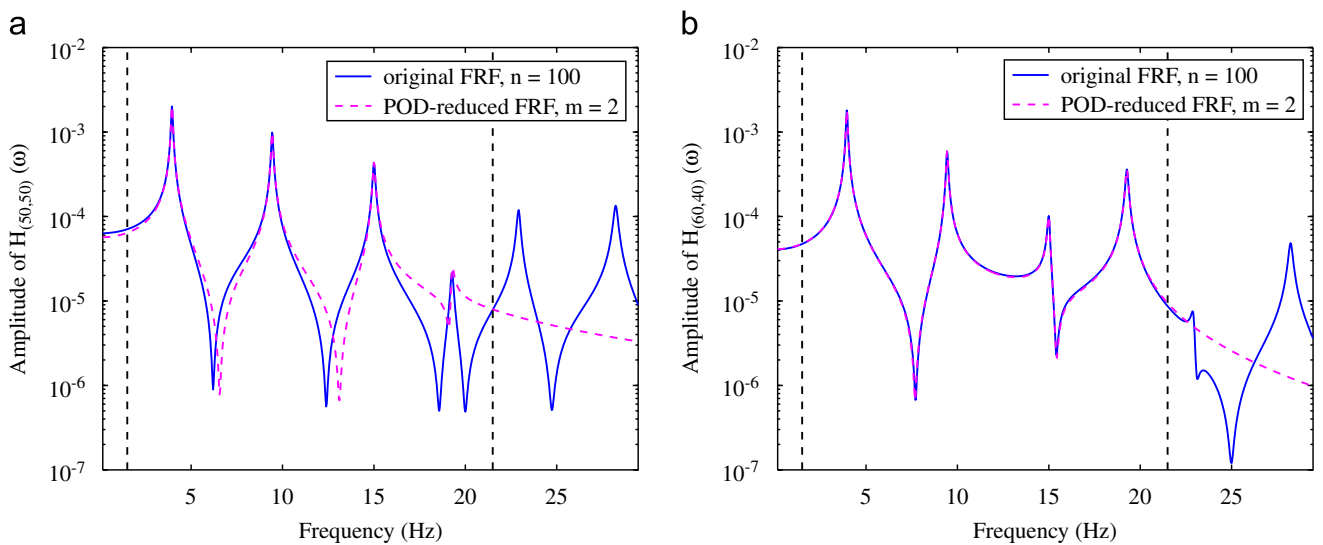 a
10^-2
10^-3
10^-4
10^-5
10^-6
10^-7
Amplitude of H_(50,50) (ω)
original FRF, n = 100
POD-reduced FRF, m = 2
5 10 15 20 25
Frequency (Hz)
b
10^-2
10^-3
10^-4
10^-5
10^-6
10^-7
Amplitude of H_(60,40) (ω)
original FRF, n = 100
POD-reduced FRF, m = 2
5 10 15 20 25
Frequency (Hz)